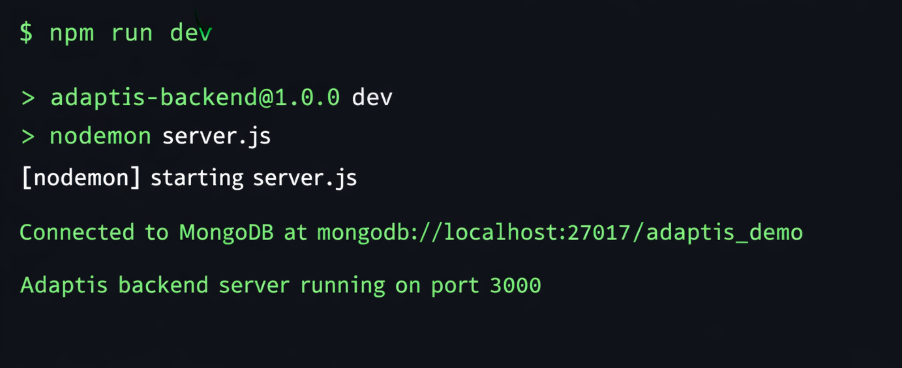 $ npm run dev
> adaptis-backend@1.0.0 dev
> nodemon server.js
[nodemon] starting server.js
Connected to MongoDB at mongodb://localhost:27017/adaptis_demo
Adaptis backend server running on port 3000